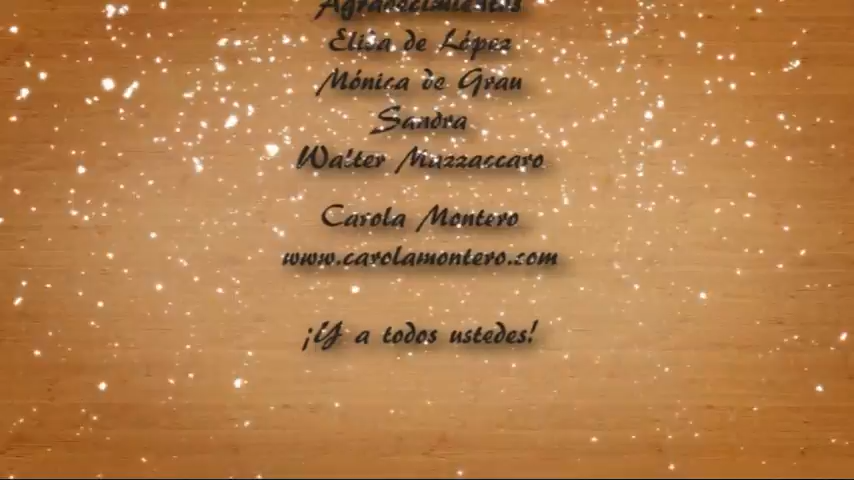 Agradecimientos
Elisa de López
Mónica de Grau
Sandra
Walter Muzzaccaro
Carola Montero
www.carolamontero.com
¡Y a todos ustedes!